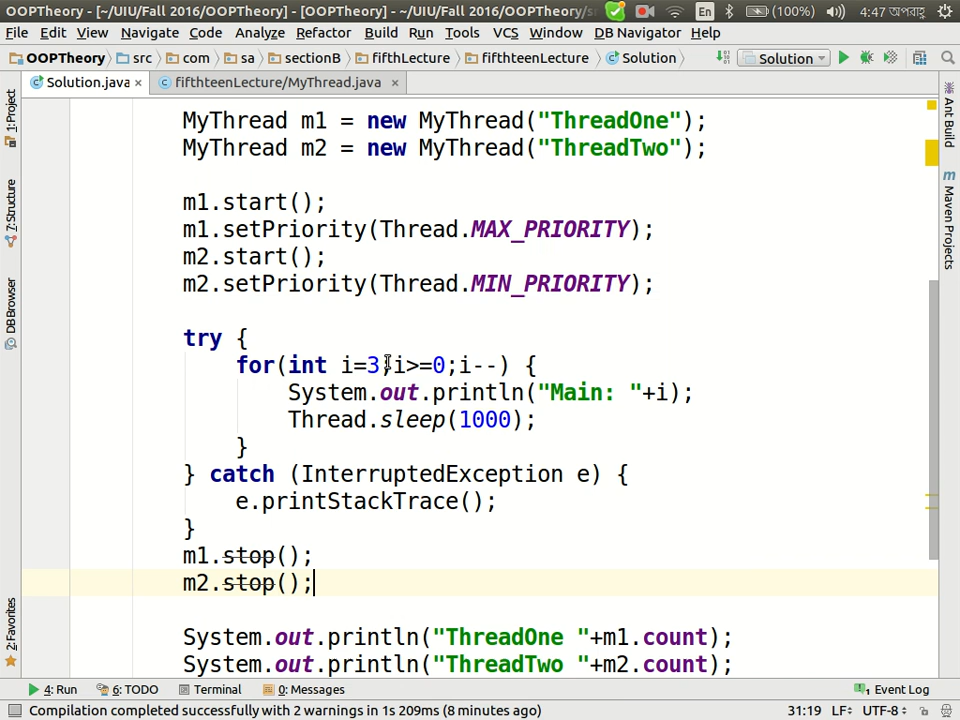 OOPTheory - [~/UIU/Fall 2016/OOPTheory] - [OOPTheory] - ~/UIU/Fall 2016/OOPTheory/s En (100%) 4:47 অপরাহ্ণ
File Edit View Navigate Code Analyze Refactor Build Run Tools VCS Window DB Navigator Help
OOPTheory src com sa sectionB fifthLecture fifthteenLecture Solution Solution
Solution.java × fifthteenLecture/MyThread.java ×
1:Project
7:Structure
DB Browser
2:Favorites
MyThread m1 = new MyThread("ThreadOne");
MyThread m2 = new MyThread("ThreadTwo");
m1.start();
m1.setPriority(Thread.MAX_PRIORITY);
m2.start();
m2.setPriority(Thread.MIN_PRIORITY);
try {
for(int i=3;i>=0;i--) {
System.out.println("Main: "+i);
Thread.sleep(1000);
}
} catch (InterruptedException e) {
e.printStackTrace();
}
m1.stop();
m2.stop();
System.out.println("ThreadOne "+m1.count);
System.out.println("ThreadTwo "+m2.count);
Ant Build
m Maven Projects
4: Run 6: TODO Terminal 0: Messages 1 Event Log
Compilation completed successfully with 2 warnings in 1s 209ms (8 minutes ago) 31:19 LF÷ UTF-8÷